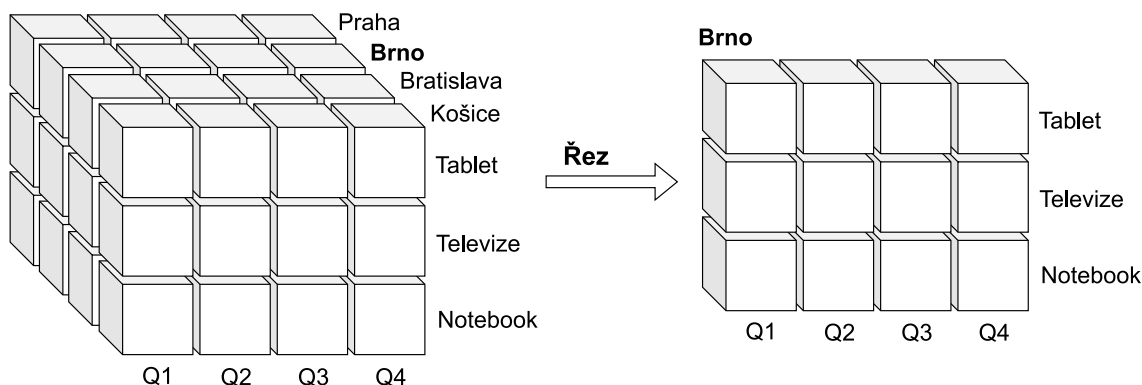 Praha
Brno
Bratislava
Košice
Tablet
Televize
Notebook
Q1 Q2 Q3 Q4
Řez
Brno
Tablet
Televize
Notebook
Q1 Q2 Q3 Q4